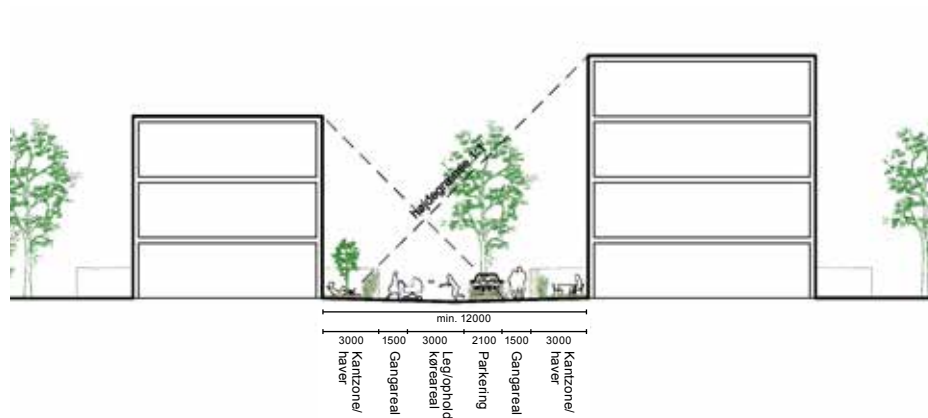 Højdegrænse 1:1
min. 12000
3000
1500
3000
2100
1500
3000
Kantzone/
haver
Gangareal
Leg/ophold
køreareal
Parkering
Gangareal
Kantzone/
haver